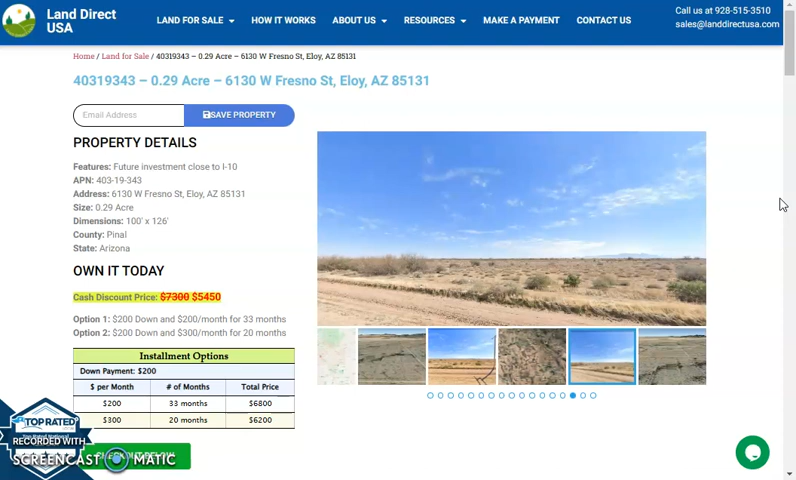 Land Direct
USA
LAND FOR SALE
HOW IT WORKS
ABOUT US
RESOURCES
MAKE A PAYMENT
CONTACT US
Call us at 928-515-3510
sales@landdirectusa.com
Home / Land for Sale / 40319343 – 0.29 Acre – 6130 W Fresno St, Eloy, AZ 85131
40319343 – 0.29 Acre – 6130 W Fresno St, Eloy, AZ 85131
Email Address
SAVE PROPERTY
PROPERTY DETAILS
Features: Future investment close to I-10
APN: 403-19-343
Address: 6130 W Fresno St, Eloy, AZ 85131
Size: 0.29 Acre
Dimensions: 100' x 126'
County: Pinal
State: Arizona
OWN IT TODAY
Cash Discount Price: $7300 $5450
Option 1: $200 Down and $200/month for 33 months
Option 2: $200 Down and $300/month for 20 months
Installment Options
Down Payment: $200
$ per Month # of Months Total Price
$200 33 months $6800
$300 20 months $6200
TOP RATED
RECORDED WITH
SCREENCAST MATIC